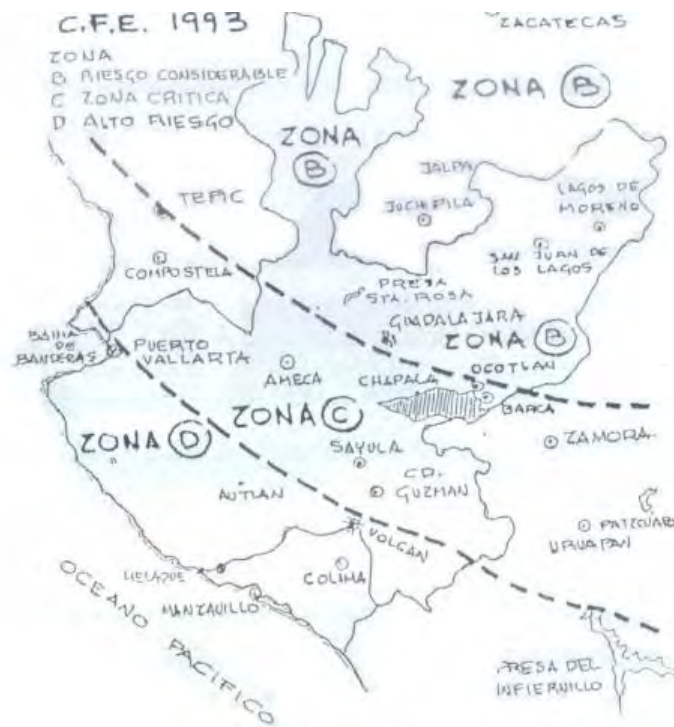 C.F.E. 1993
ZONA
B RIESGO CONSIDERABLE
C ZONA CRITICA
D ALTO RIESGO
ZACATECAS
ZONA B
ZONA B
JALPA
JUCHIPILA
LAGOS DE
MORENO
SAN JUAN DE
LOS LAGOS
TEPIC
COMPOSTELA
PRESA
STA. ROSA
GUADALAJARA
ZONA B
BAHIA
DE
BANDERAS
PUERTO
VALLARTA
AMECA
CHAPALA
OCOTLAN
BARCA
ZONA C
ZONA D
SAYULA
ZAMORA
CD.
GUZMAN
AUTLAN
VOLCAN
PATZCUARO
URUAPAN
MELAQUE
COLIMA
MANZANILLO
OCEANO PACIFICO
PRESA DEL
INFIERNILLO